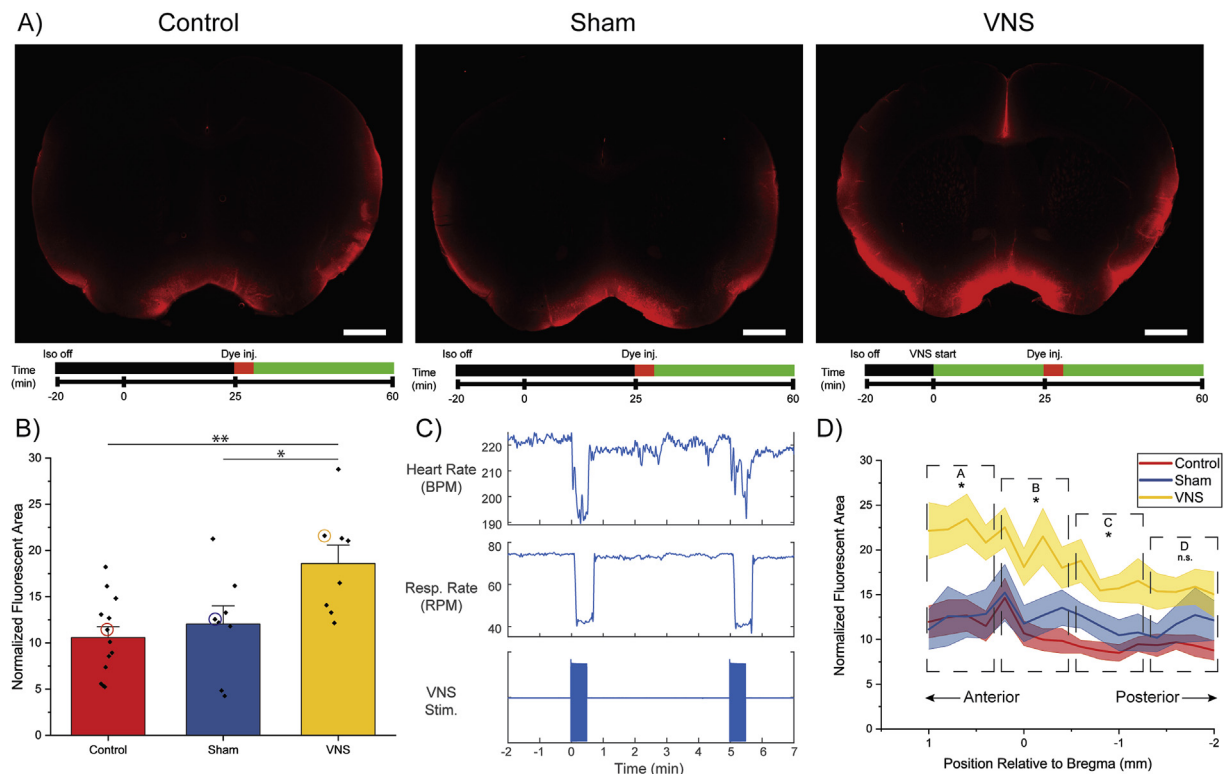 A)
Control
Sham
VNS
Iso off
Dye inj.
Time
(min)
-20
0
25
60
Dye inj.
Time
(min)
-20
0
25
60
Iso off
VNS start
Dye inj.
Time
(min)
-20
0
25
60
B)
**
*
Normalized Fluorescent Area
30
25
20
15
10
5
0
Control
Sham
VNS
C)
Heart Rate
(BPM)
220
210
200
190
Resp. Rate
(RPM)
80
60
40
VNS
Stim.
-2
-1
0
1
2
3
4
5
6
7
Time (min)
D)
Normalized Fluorescent Area
30
25
20
15
10
5
0
Control
Sham
VNS
A
*
B
*
C
*
D
n.s.
Anterior
Posterior
1
0
-1
-2
Position Relative to Bregma (mm)